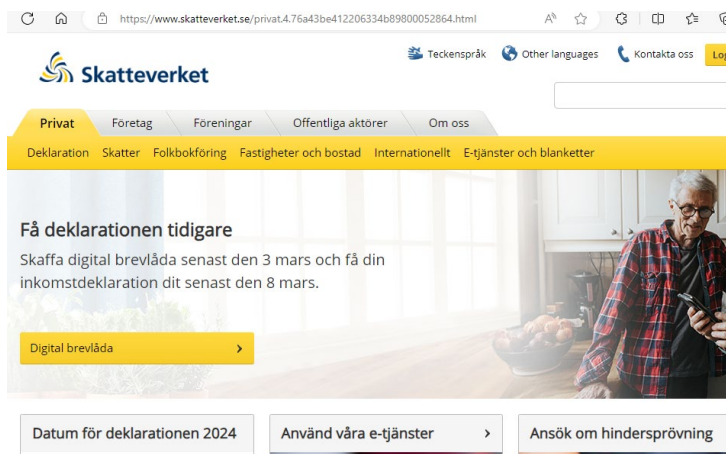 https://www.skatteverket.se/privat.4.76a43be412206334b89800052864.html
Teckenspråk Other languages Kontakta oss
Skatteverket
Privat Företag Föreningar Offentliga aktörer Om oss
Deklaration Skatter Folkbokföring Fastigheter och bostad Internationellt E-tjänster och blanketter
Få deklarationen tidigare
Skaffa digital brevlåda senast den 3 mars och få din
inkomstdeklaration dit senast den 8 mars.
Digital brevlåda
Datum för deklarationen 2024 Använd våra e-tjänster Ansök om hindersprövning